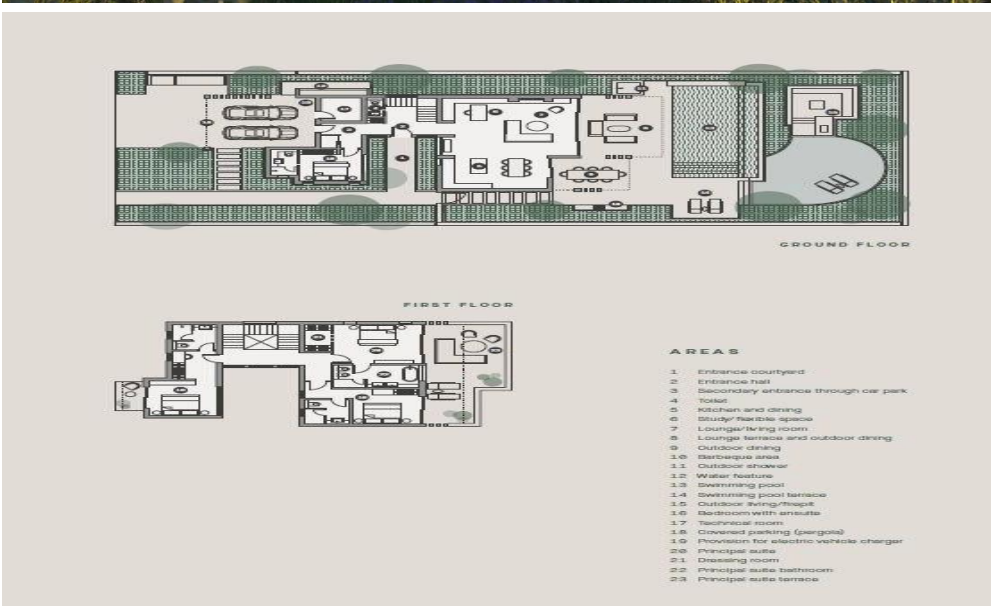 GROUND FLOOR
FIRST FLOOR
AREAS
1 Entrance courtyard
2 Entrance hall
3 Secondary entrance through car park
4 Toilet
5 Kitchen and dining
6 Study/flexible space
7 Lounge/living room
8 Lounge terrace and outdoor dining
9 Outdoor dining
10 Barbeque area
11 Outdoor shower
12 Water feature
13 Swimming pool
14 Swimming pool terrace
15 Outdoor living/firepit
16 Bedroom with ensuite
17 Technical room
18 Covered parking (pergola)
19 Provision for electric vehicle charger
20 Principal suite
21 Dressing room
22 Principal suite bathroom
23 Principal suite terrace